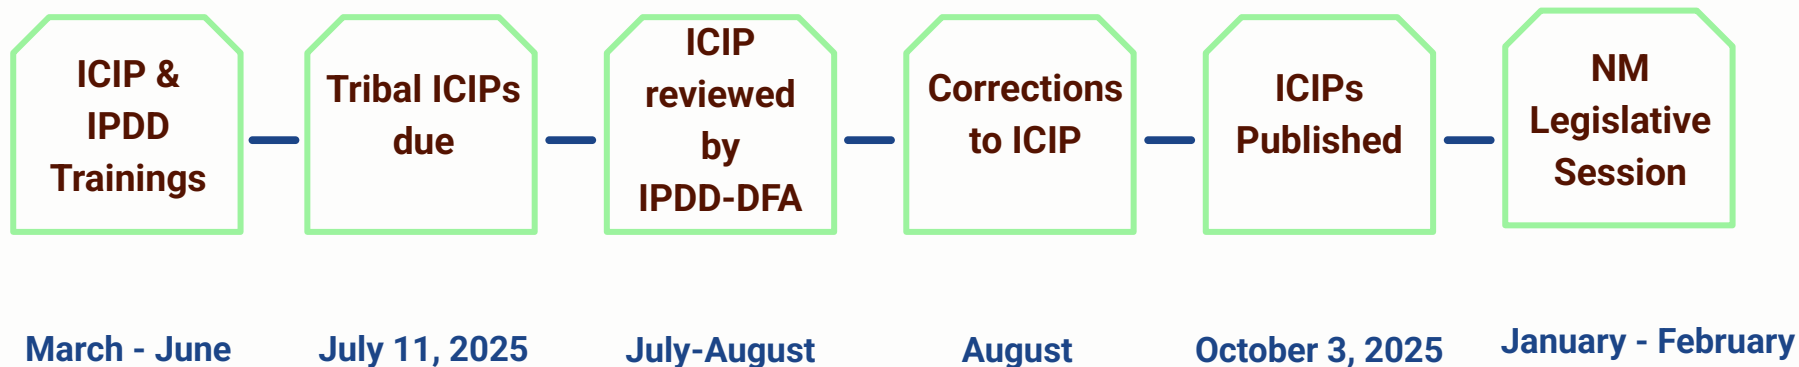 ICIP &
IPDD
Trainings
Tribal ICIPs
due
ICIP
reviewed
by
IPDD-DFA
Corrections
to ICIP
ICIPs
Published
NM
Legislative
Session
March - June
July 11, 2025
July-August
August
October 3, 2025
January - February